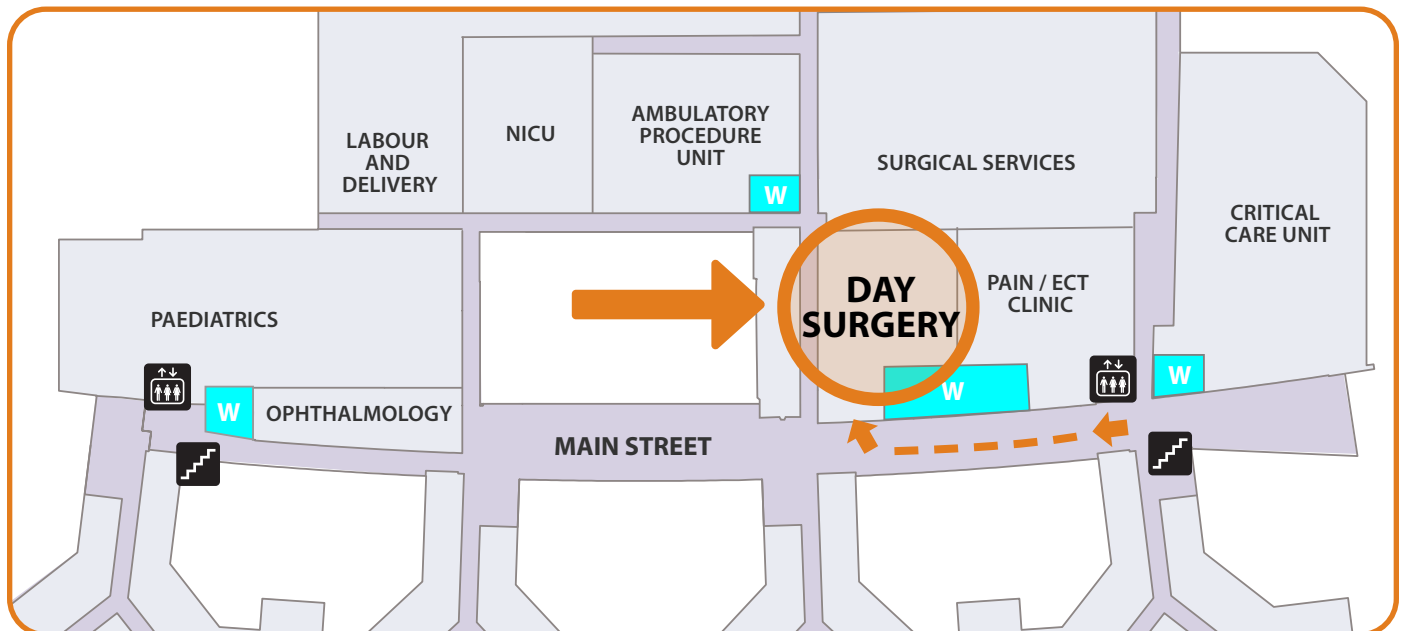 LABOUR
AND
DELIVERY
NICU
AMBULATORY
PROCEDURE
UNIT
W
SURGICAL SERVICES
CRITICAL
CARE UNIT
PAEDIATRICS
DAY
SURGERY
PAIN / ECT
CLINIC
W
OPHTHALMOLOGY
W
W
MAIN STREET